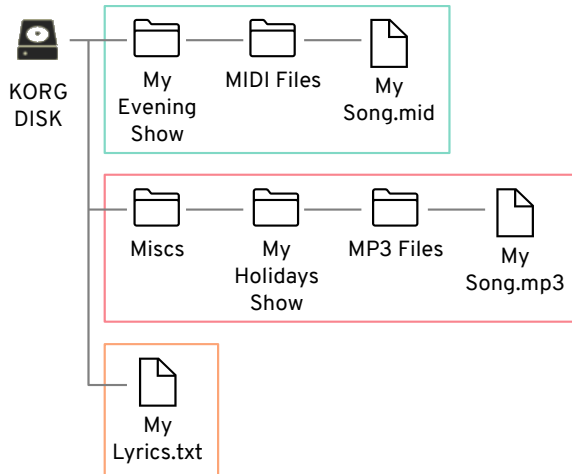 KORG
DISK
My
Evening
Show
MIDI Files
My
Song.mid
Miscs
My
Holidays
Show
MP3 Files
My
Song.mp3
My
Lyrics.txt